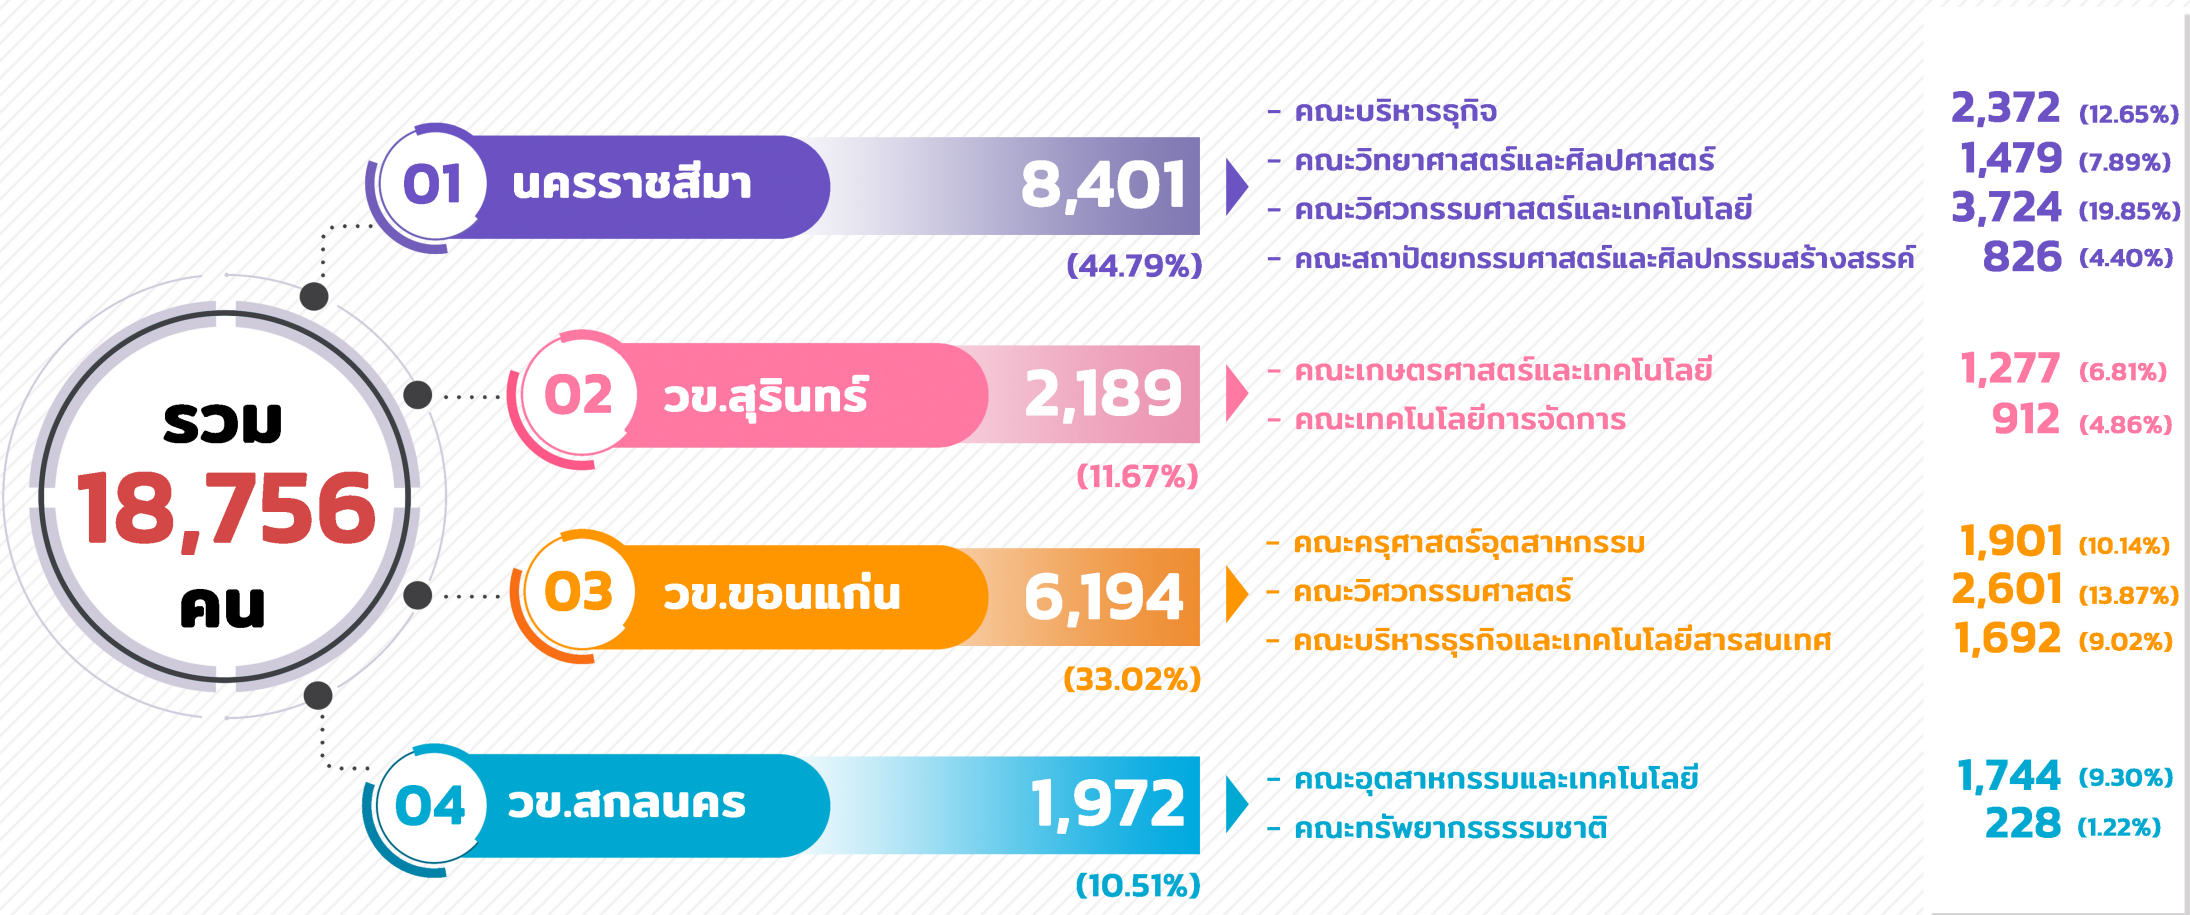 รวม
18,756
คน
01 นครราชสีมา 8,401
(44.79%)
- คณะบริหารธุกิจ 2,372 (12.65%)
- คณะวิทยาศาสตร์และศิลปศาสตร์ 1,479 (7.89%)
- คณะวิศวกรรมศาสตร์และเทคโนโลยี 3,724 (19.85%)
- คณะสถาปัตยกรรมศาสตร์และศิลปกรรมสร้างสรรค์ 826 (4.40%)
02 วข.สุรินทร์ 2,189
(11.67%)
- คณะเกษตรศาสตร์และเทคโนโลยี 1,277 (6.81%)
- คณะเทคโนโลยีการจัดการ 912 (4.86%)
03 วข.ขอนแก่น 6,194
(33.02%)
- คณะครุศาสตร์อุตสาหกรรม 1,901 (10.14%)
- คณะวิศวกรรมศาสตร์ 2,601 (13.87%)
- คณะบริหารธุรกิจและเทคโนโลยีสารสนเทศ 1,692 (9.02%)
04 วข.สกลนคร 1,972
(10.51%)
- คณะอุตสาหกรรมและเทคโนโลยี 1,744 (9.30%)
- คณะทรัพยากรธรรมชาติ 228 (1.22%)